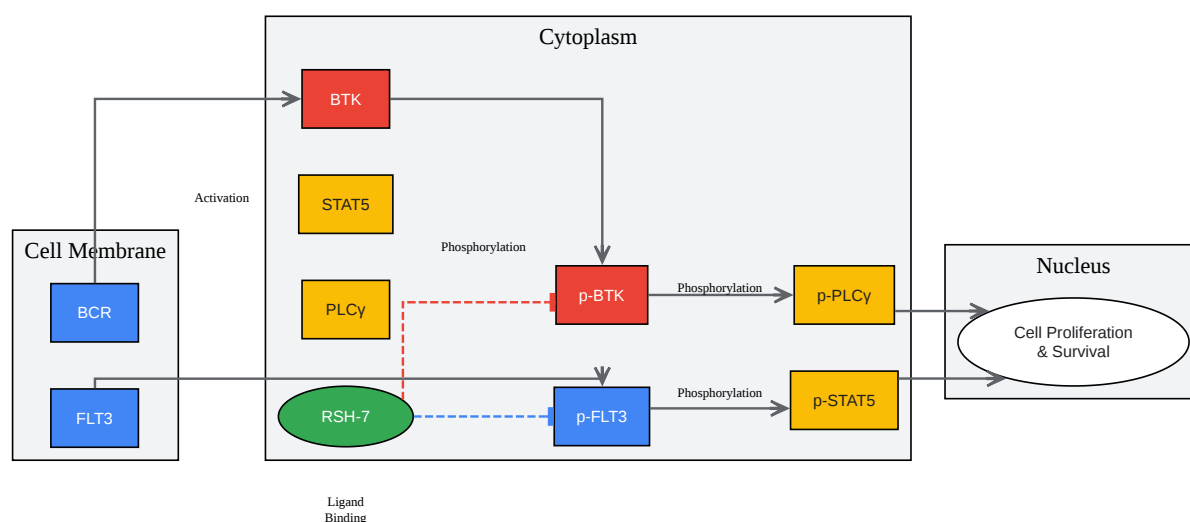 Cytoplasm
BTK
Activation
STAT5
Phosphorylation
Cell Membrane
Nucleus
BCR
PLCγ
p-BTK
Phosphorylation
p-PLCγ
Cell Proliferation
& Survival
FLT3
RSH-7
p-FLT3
Phosphorylation
p-STAT5
Ligand
Binding